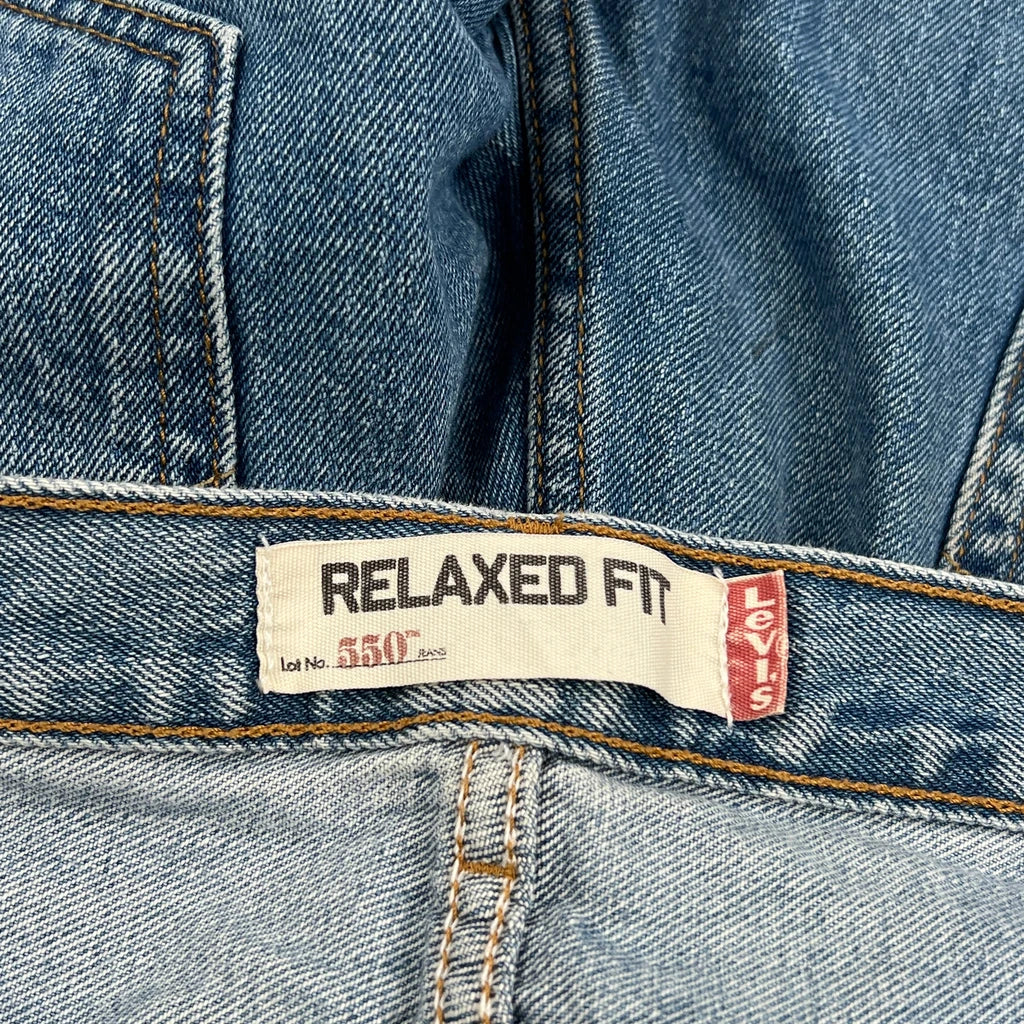 RELAXED FIT
Lot No. 550™ JEANS
Levi's